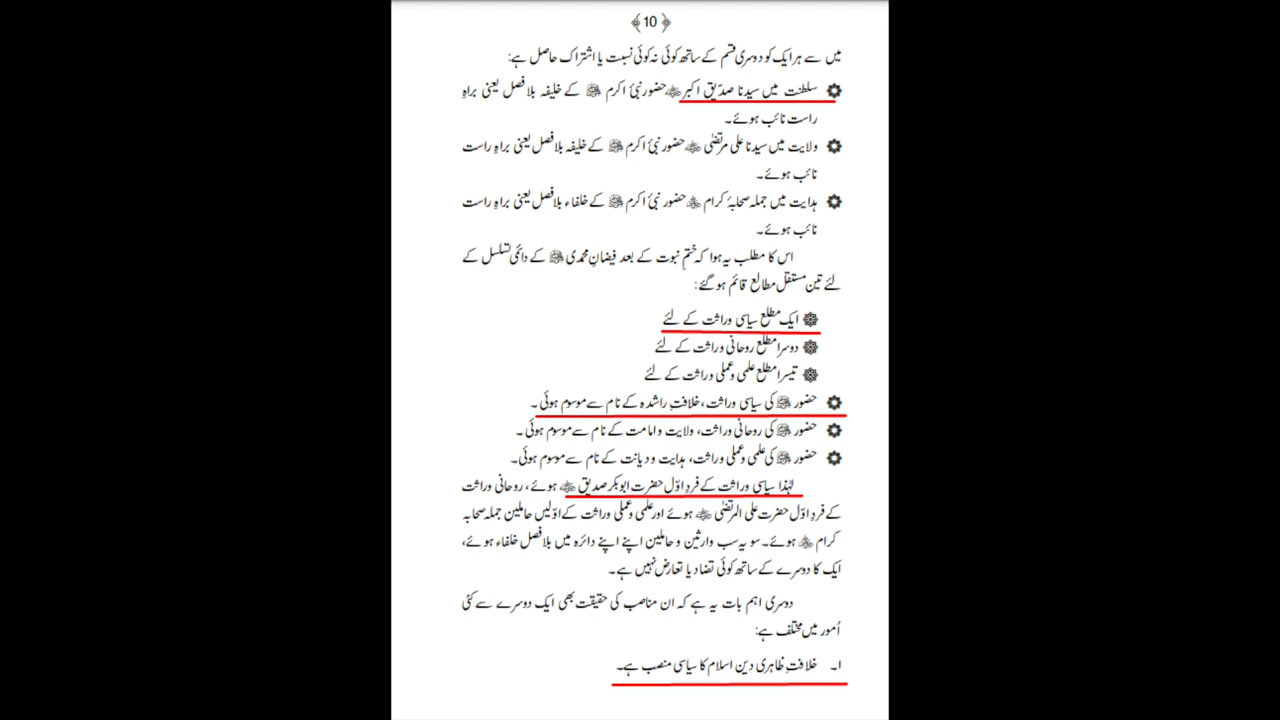 ﴿10﴾
میں سے ہر ایک کو دوسری قسم کے ساتھ کوئی نہ کوئی نسبت یا اشتراک حاصل ہے:
سلطنت میں سیدنا صدّیق اکبر ؓ حضور نبیٔ اکرم ﷺ کے خلیفہ بلا فصل یعنی براہِ
راست نائب ہوئے۔
ولایت میں سیدنا علی مرتضیٰ ؓ حضور نبیٔ اکرم ﷺ کے خلیفہ بلا فصل یعنی براہِ راست
نائب ہوئے۔
ہدایت میں جملہ صحابۂ کرام ؓ حضور نبیٔ اکرم ﷺ کے خلفاء بلا فصل یعنی براہِ راست
نائب ہوئے۔
اس کا مطلب یہ ہوا کہ ختمِ نبوت کے بعد فیضانِ محمدی ﷺ کے دائمی تسلسل کے
لئے تین مستقل مطالع قائم ہو گئے:
ایک مطلع سیاسی وراثت کے لئے
دوسرا مطلع روحانی وراثت کے لئے
تیسرا مطلع علمی و عملی وراثت کے لئے
حضور ﷺ کی سیاسی وراثت، خلافتِ راشدہ کے نام سے موسوم ہوئی۔
حضور ﷺ کی روحانی وراثت، ولایت و امامت کے نام سے موسوم ہوئی۔
حضور ﷺ کی علمی و عملی وراثت، ہدایت و دیانت کے نام سے موسوم ہوئی۔
لہٰذا سیاسی وراثت کے فردِ اوّل حضرت ابوبکر صدیق ؓ ہوئے، روحانی وراثت
کے فردِ اوّل حضرت علی المرتضیٰ ؓ ہوئے اور علمی و عملی وراثت کے اوّلیں حاملین جملہ صحابہ
کرام ؓ ہوئے۔ سو یہ سب وارثین و حاملین اپنے اپنے دائرہ میں بلا فصل خلفاء ہوئے،
ایک کا دوسرے کے ساتھ کوئی تضاد یا تعارض نہیں ہے۔
دوسری اہم بات یہ ہے کہ ان مناصب کی حقیقت بھی ایک دوسرے سے کئی
اُمور میں مختلف ہے:
۱۔ خلافتِ ظاہری دین اسلام کا سیاسی منصب ہے۔